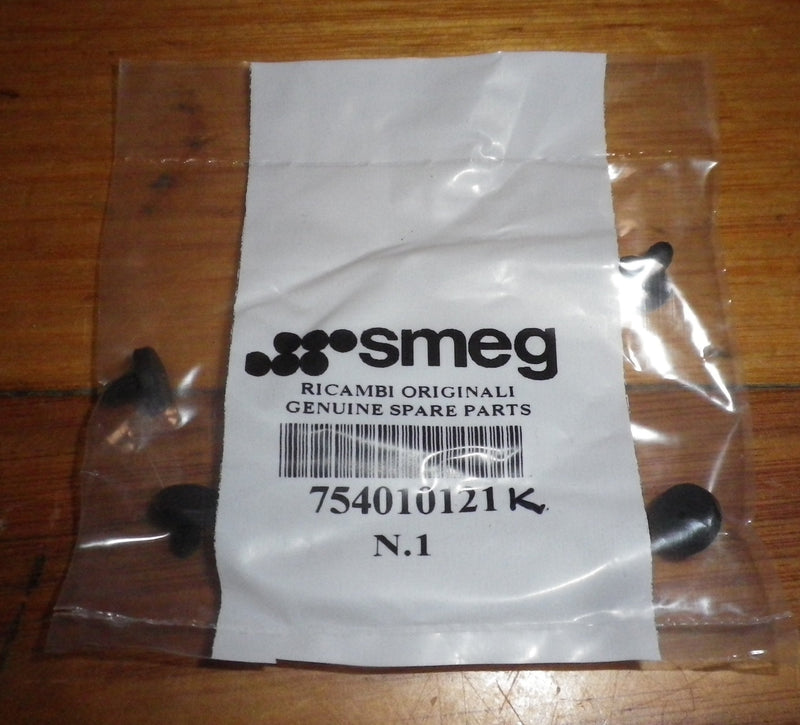 smeg
RICAMBI ORIGINALI
GENUINE SPARE PARTS
754010121 K
N.1